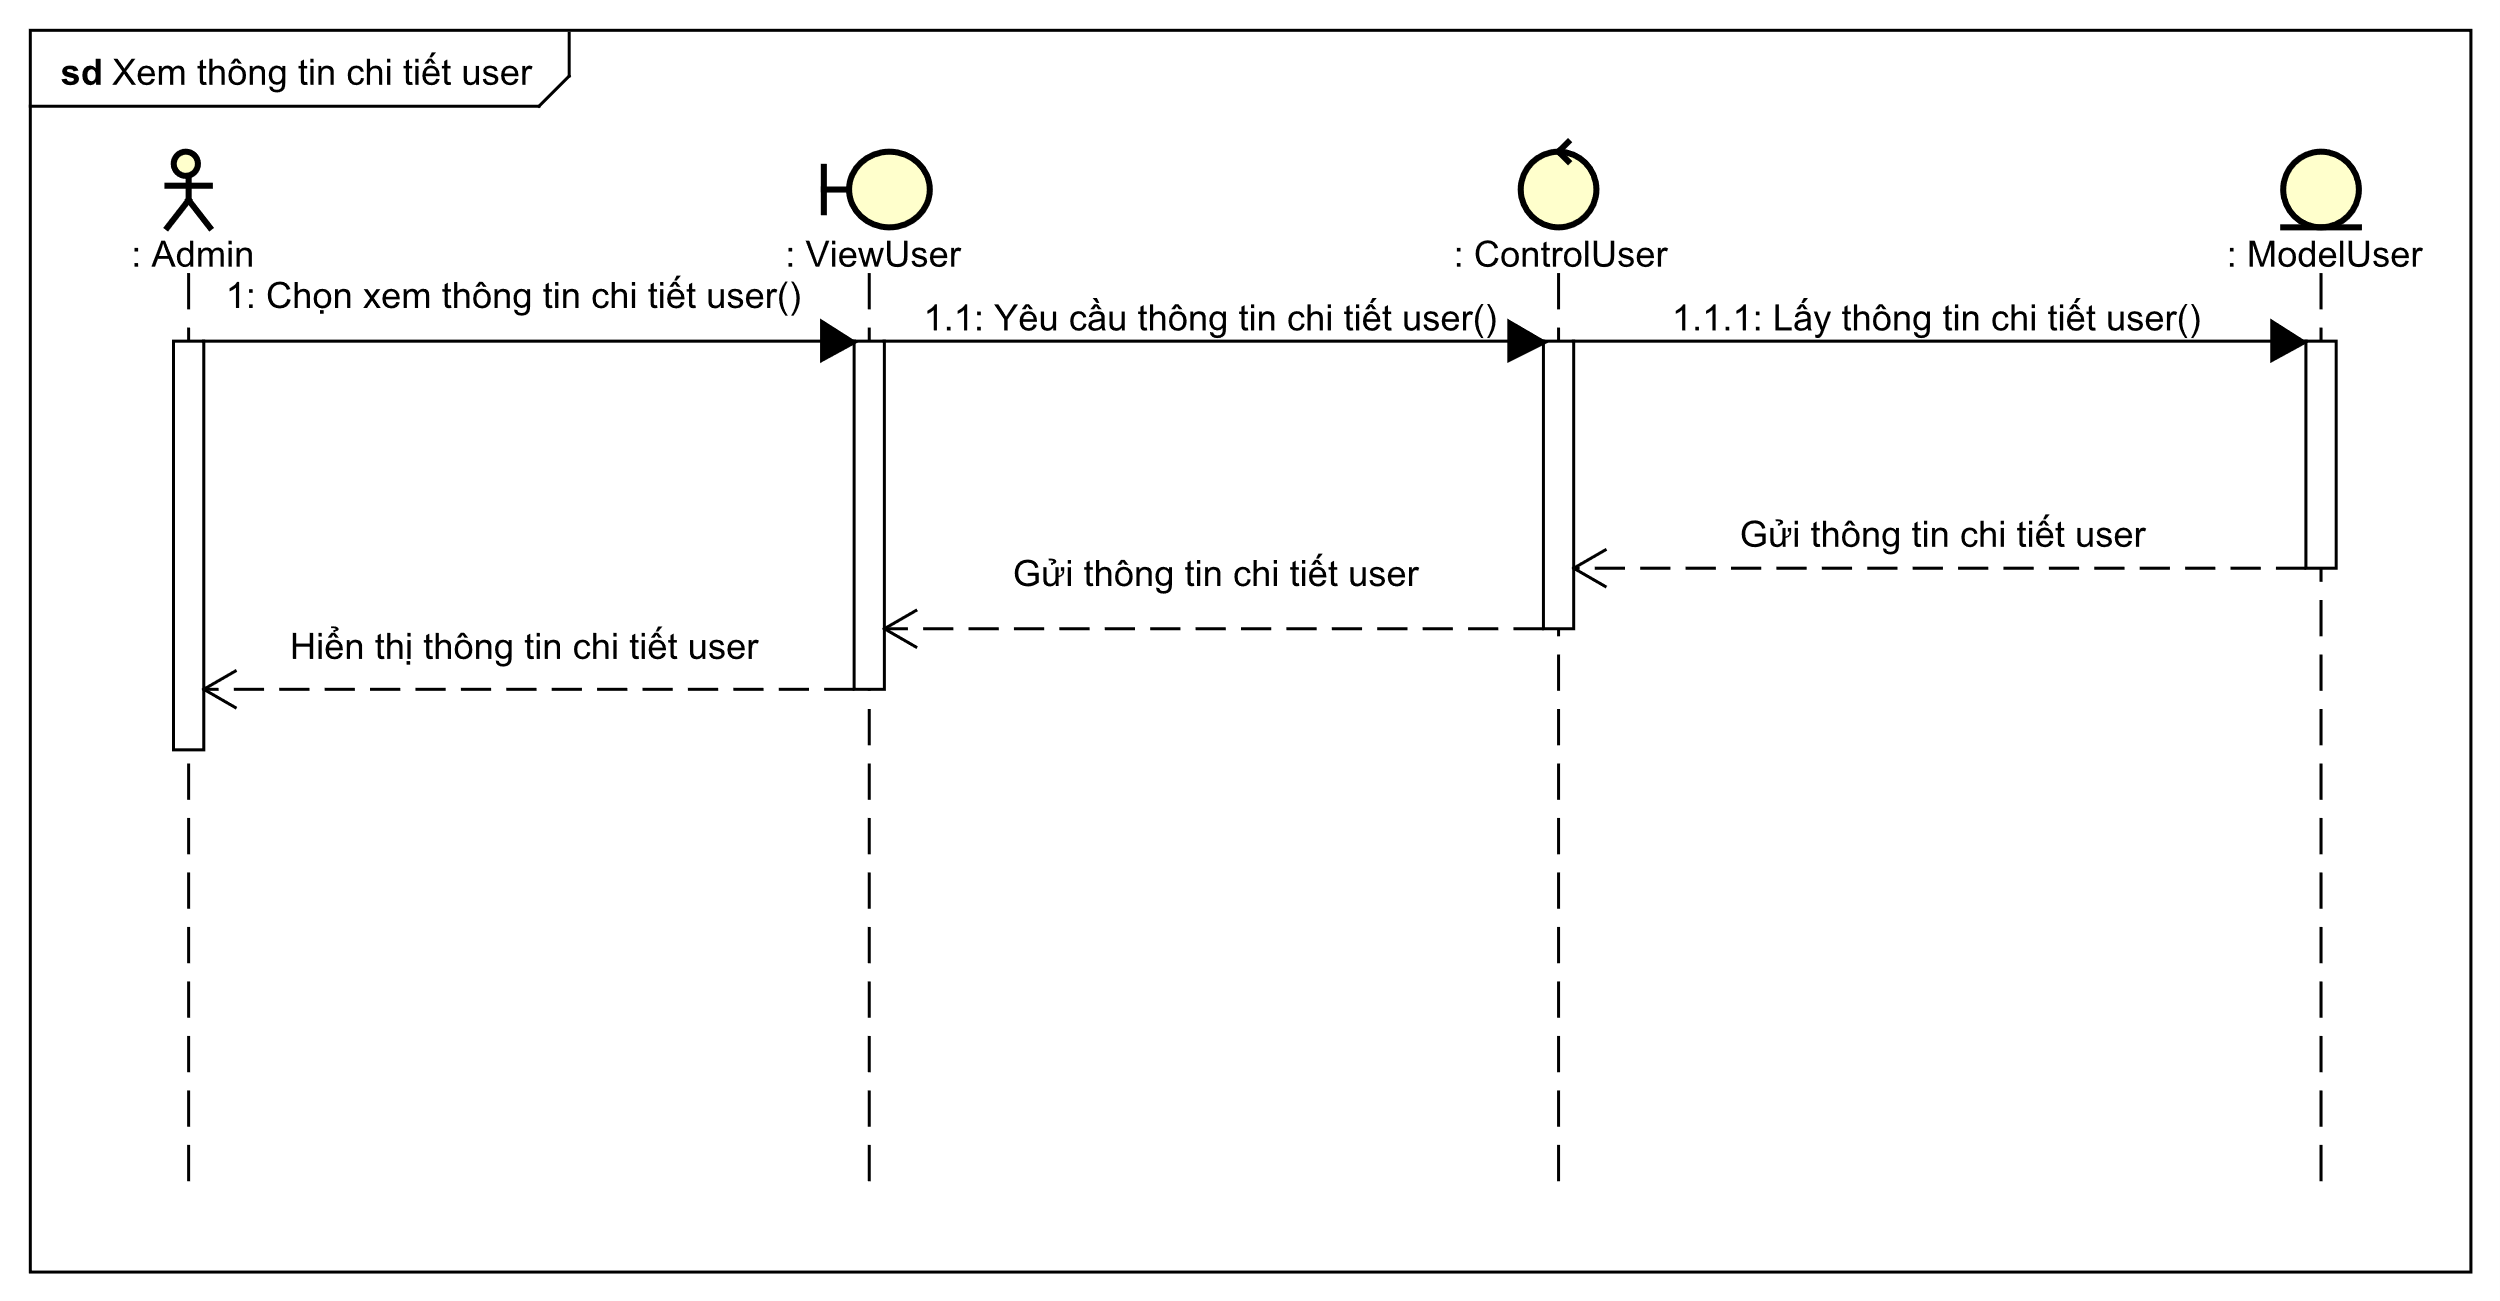 sd Xem thông tin chi tiết user
: Admin
: ViewUser
: ControlUser
: ModelUser
1: Chọn xem thông tin chi tiết user()
1.1: Yêu cầu thông tin chi tiết user()
1.1.1: Lấy thông tin chi tiết user()
Gửi thông tin chi tiết user
Gửi thông tin chi tiết user
Hiển thị thông tin chi tiết user